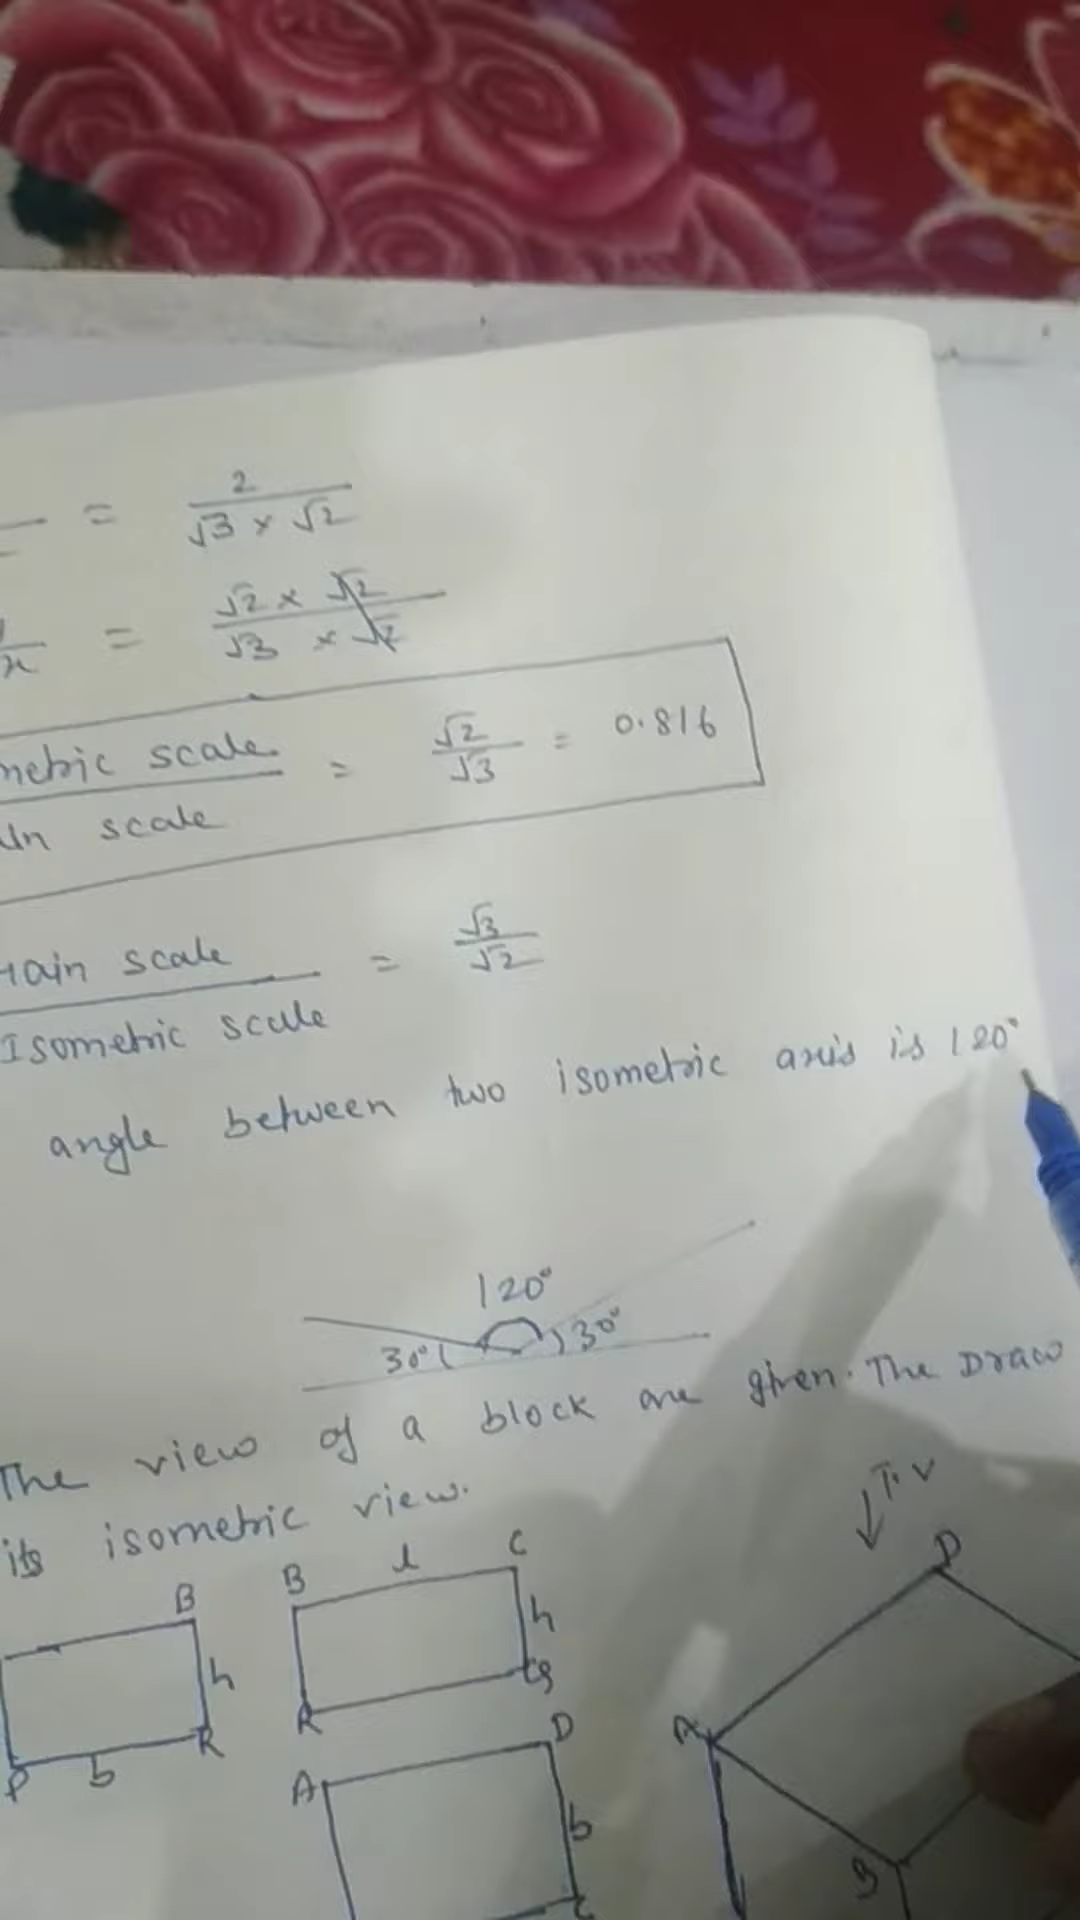 = 2 / √3 × √2
/ x = √2 × √2 / √3 × √2
metric scale / in scale = √2 / √3 = 0.816
ain scale / Isometric scale = √3 / √2
angle between two isometric axis is 120°
120°
30° 30°
The view of a block are given. The Draw
its isometric view.
T.V
B B l C D
h h
P b R R
A D A
b
B
C